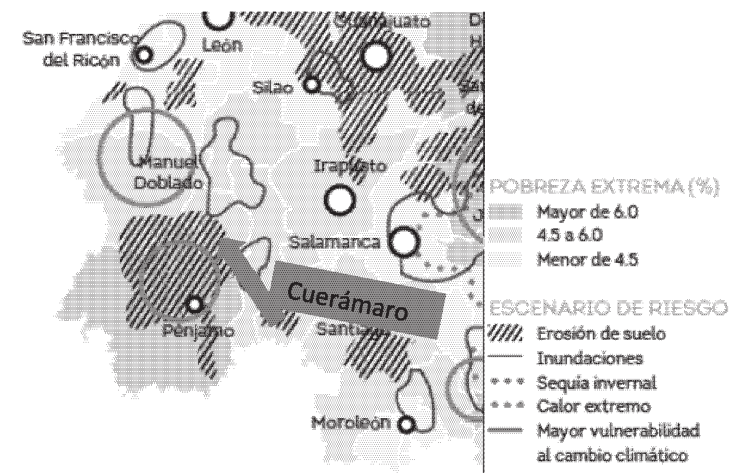 San Francisco
del Ricón
León
Guanajuato
Silao
Manuel
Doblado
Irapuato
Salamanca
Cuerámaro
Pénjamo
Moroleón
POBREZA EXTREMA (%)
Mayor de 6.0
4.5 a 6.0
Menor de 4.5
ESCENARIO DE RIESGO
Erosión de suelo
Inundaciones
Sequía invernal
Calor extremo
Mayor vulnerabilidad
al cambio climático